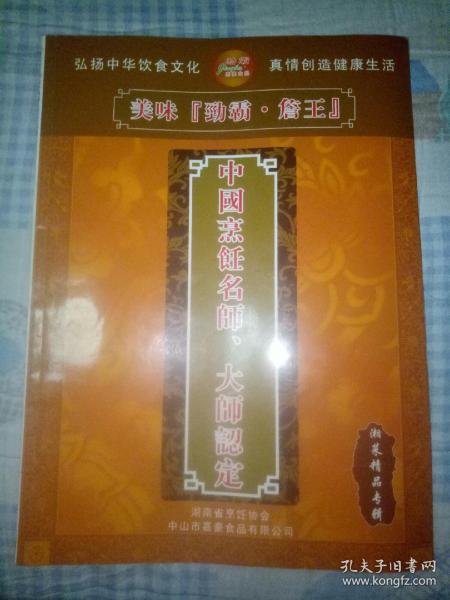 弘扬中华饮食文化
真情创造健康生活
美味『勁霸·詹王』
中國烹飪名師、大師認定
湘菜精品专辑
湖南省烹饪协会
中山市嘉豪食品有限公司
孔夫子旧书网
www.kongfz.com